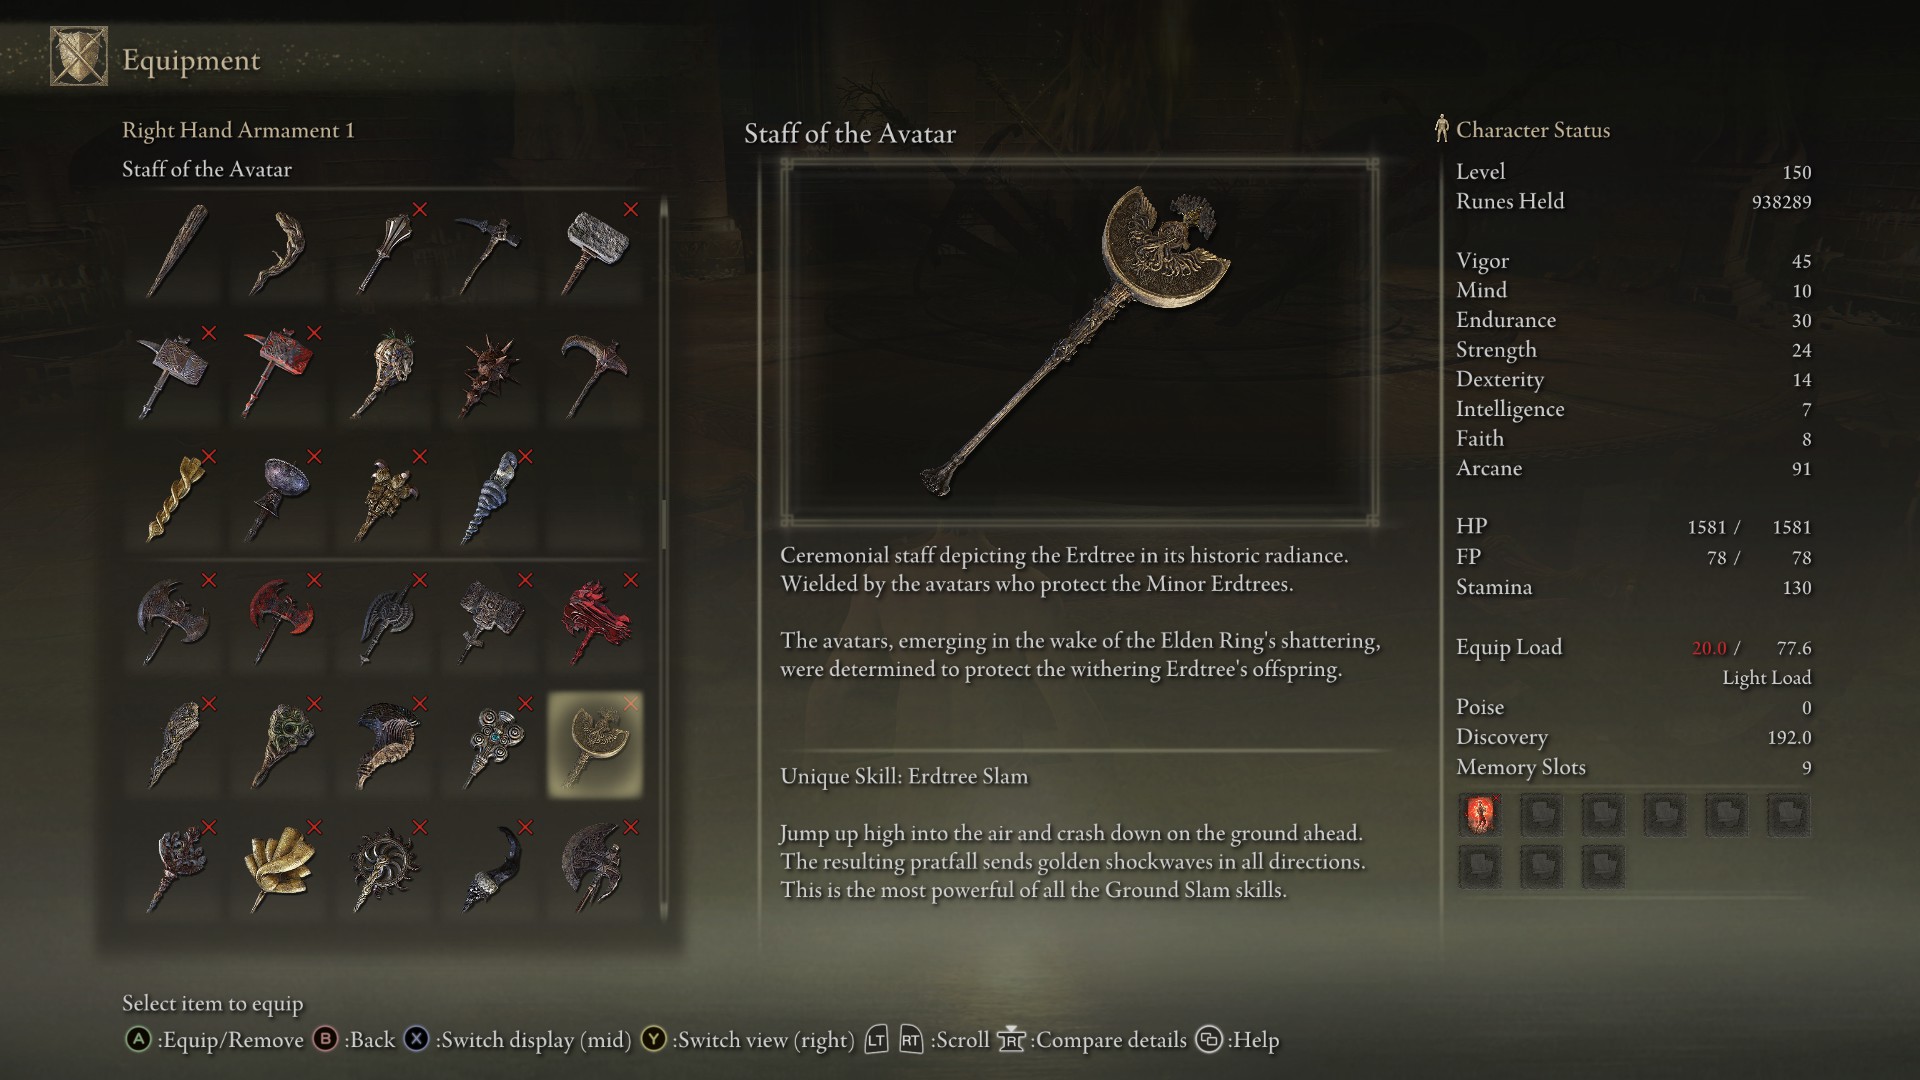 Equipment
Right Hand Armament 1
Staff of the Avatar
Staff of the Avatar
Ceremonial staff depicting the Erdtree in its historic radiance.
Wielded by the avatars who protect the Minor Erdtrees.
The avatars, emerging in the wake of the Elden Ring's shattering,
were determined to protect the withering Erdtree's offspring.
Unique Skill: Erdtree Slam
Jump up high into the air and crash down on the ground ahead.
The resulting pratfall sends golden shockwaves in all directions.
This is the most powerful of all the Ground Slam skills.
Character Status
Level 150
Runes Held 938289
Vigor 45
Mind 10
Endurance 30
Strength 24
Dexterity 14
Intelligence 7
Faith 8
Arcane 91
HP 1581 / 1581
FP 78 / 78
Stamina 130
Equip Load 20.0 / 77.6
Light Load
Poise 0
Discovery 192.0
Memory Slots 9
Select item to equip
A :Equip/Remove B :Back X :Switch display (mid) Y :Switch view (right) LT RT :Scroll R :Compare details :Help